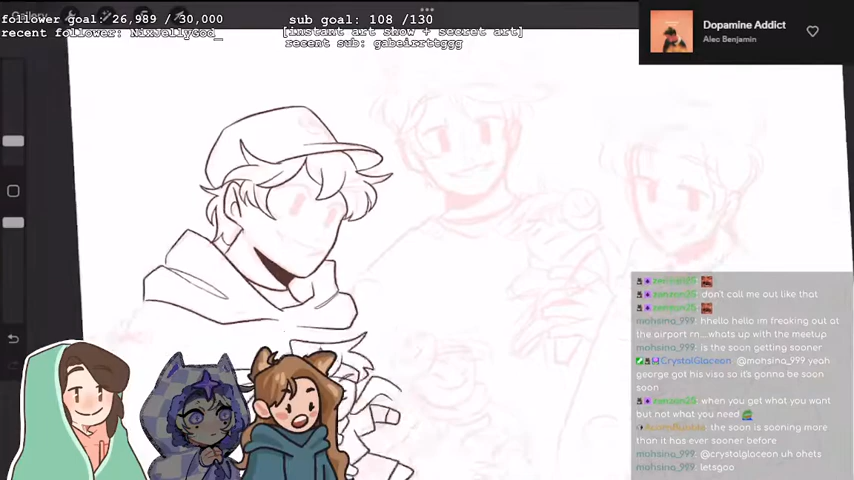 Gallery
follower goal: 26,989 / 30,000
sub goal: 108 /130
recent follower: NixJellyGod_
[instant art show + secret art]
recent sub: gabeirrttggg
Dopamine Addict
Alec Benjamin
don't call me out like that
mohsina_999: hhello hello im freaking out at
the airport rn...whats up with the meetup
mohsina_999: is the soon getting sooner
CrystalGlaceon: @mohsina_999 yeah
george got his visa so it's gonna be soon
soon
when you get what you want
but not what you need
the soon is sooning more
than it has ever sooner before
mohsina_999: @crystalglaceon uh ohets
mohsina_999: letsgoo